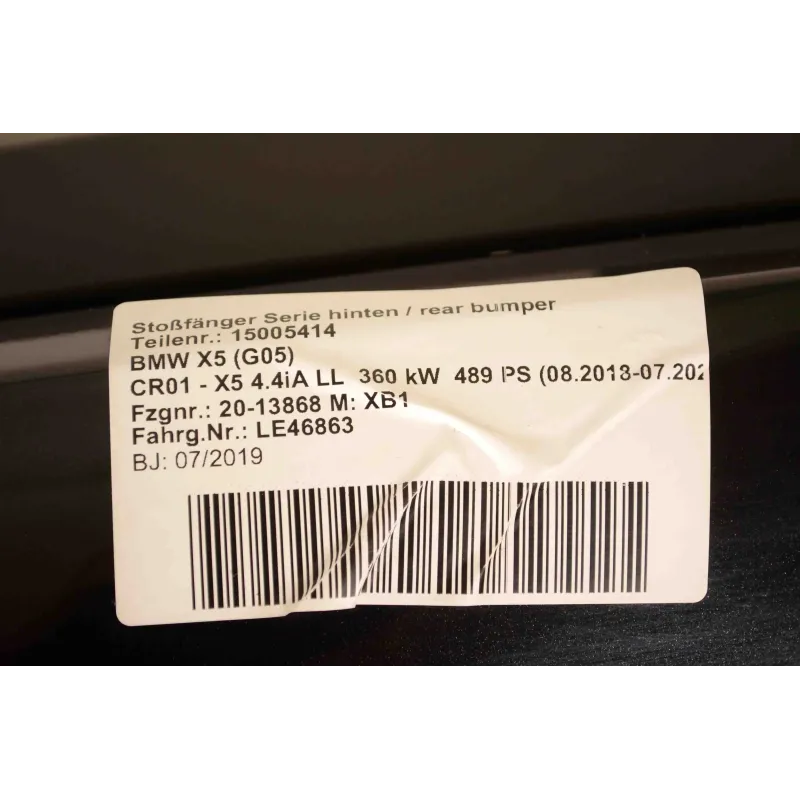 Stoßfänger Serie hinten / rear bumper
Teilenr.: 15005414
BMW X5 (G05)
CR01 - X5 4.4iA LL 360 kW 489 PS (08.2018-07.202
Fzgnr.: 20-13868 M: XB1
Fahrg.Nr.: LE46863
BJ: 07/2019